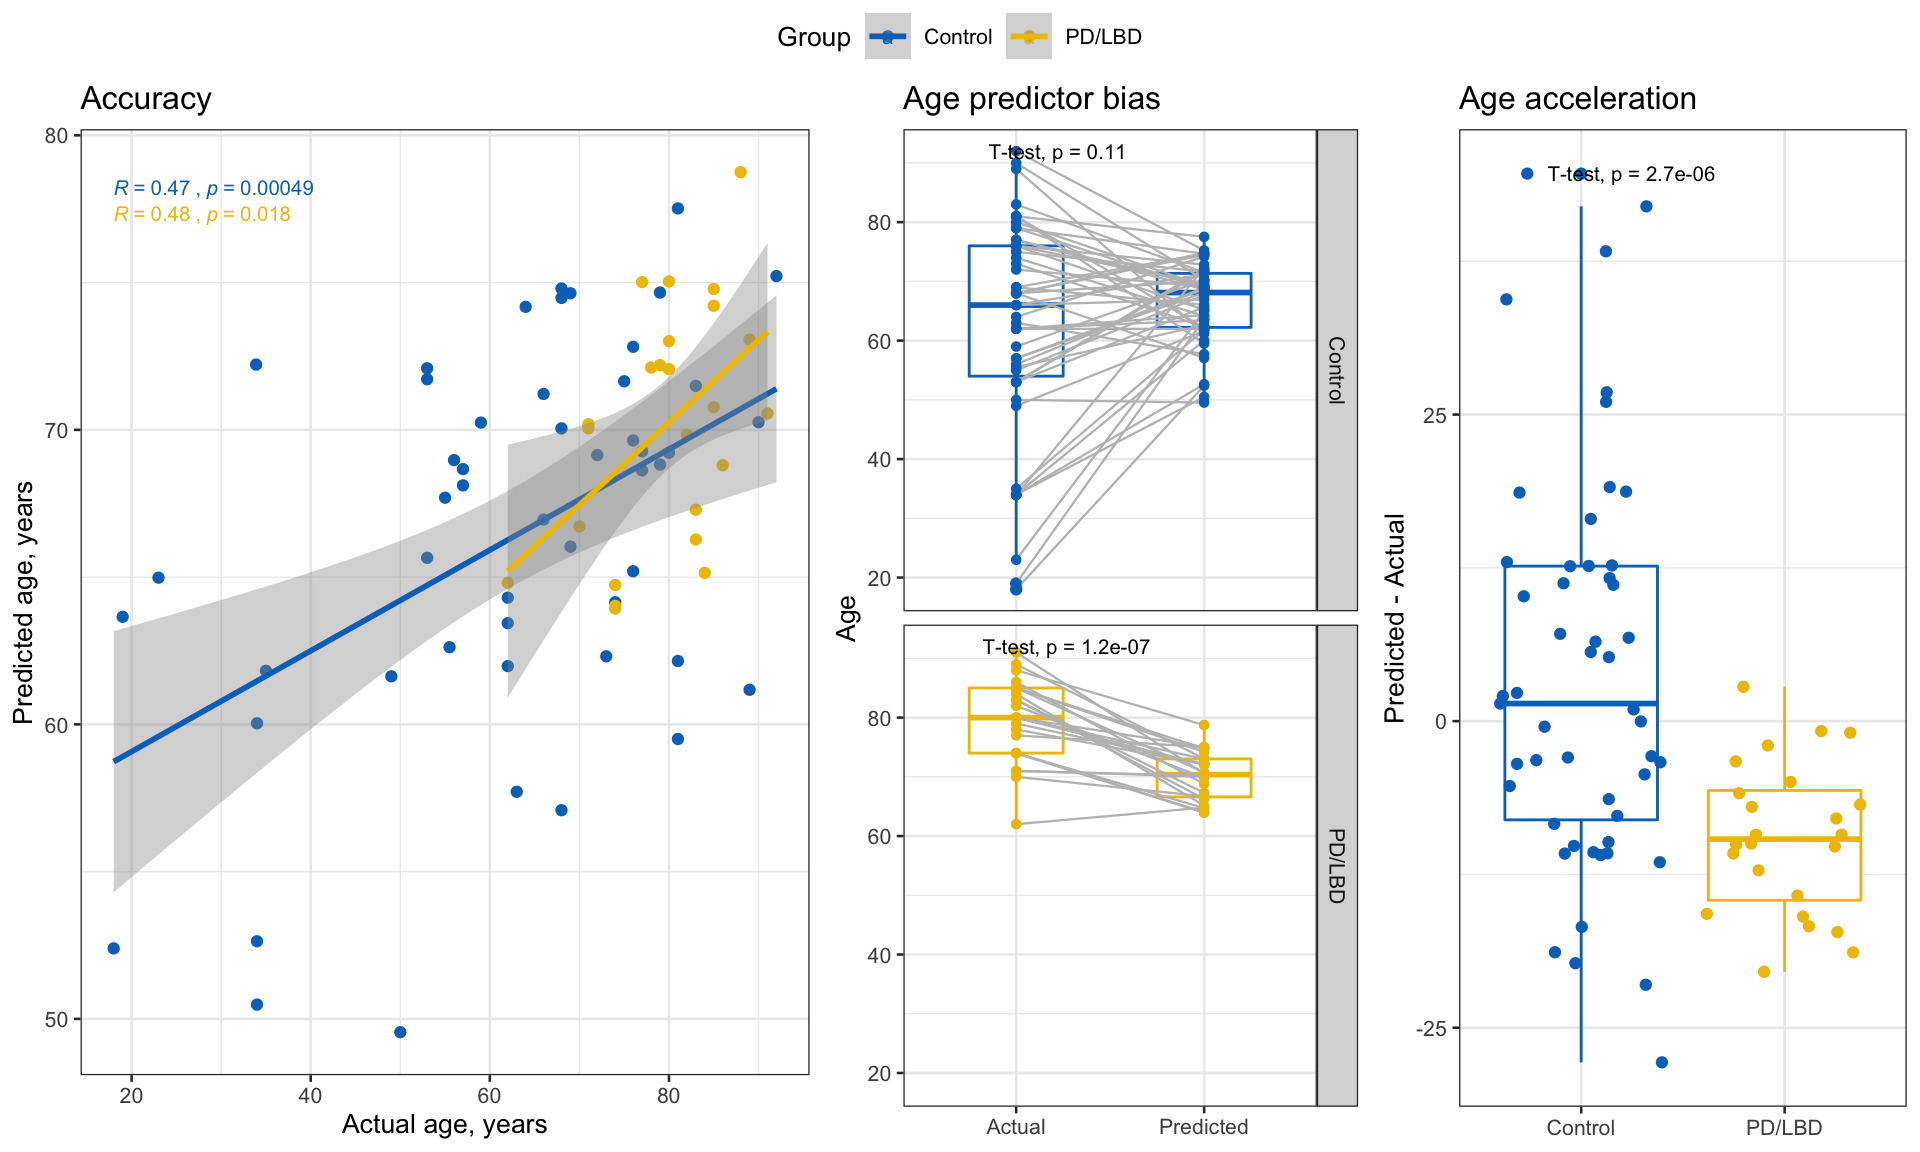 Group Control PD/LBD
Accuracy
Predicted age, years
80
70
60
50
R = 0.47 , p = 0.00049
R = 0.48 , p = 0.018
20 40 60 80
Actual age, years
Age predictor bias
Age
T-test, p = 0.11
80
60
40
20
Control
T-test, p = 1.2e-07
80
60
40
20
PD/LBD
Actual Predicted
Age acceleration
Predicted - Actual
T-test, p = 2.7e-06
25
0
-25
Control PD/LBD